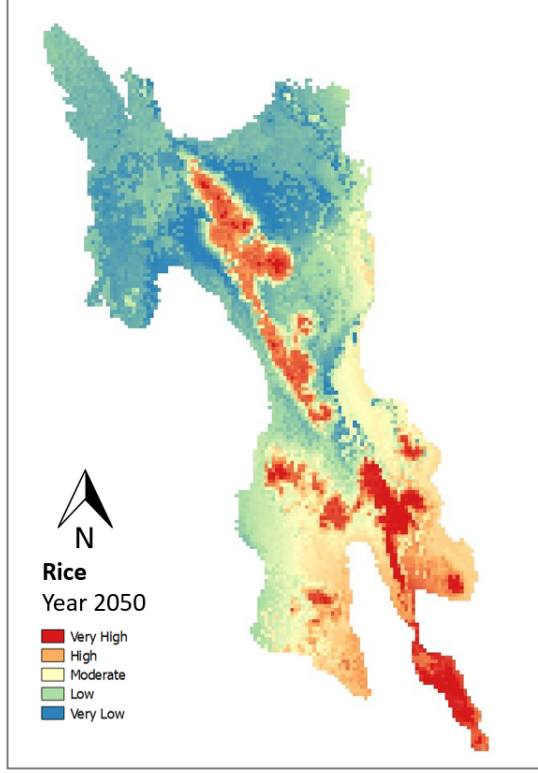 N
Rice
Year 2050
Very High
High
Moderate
Low
Very Low